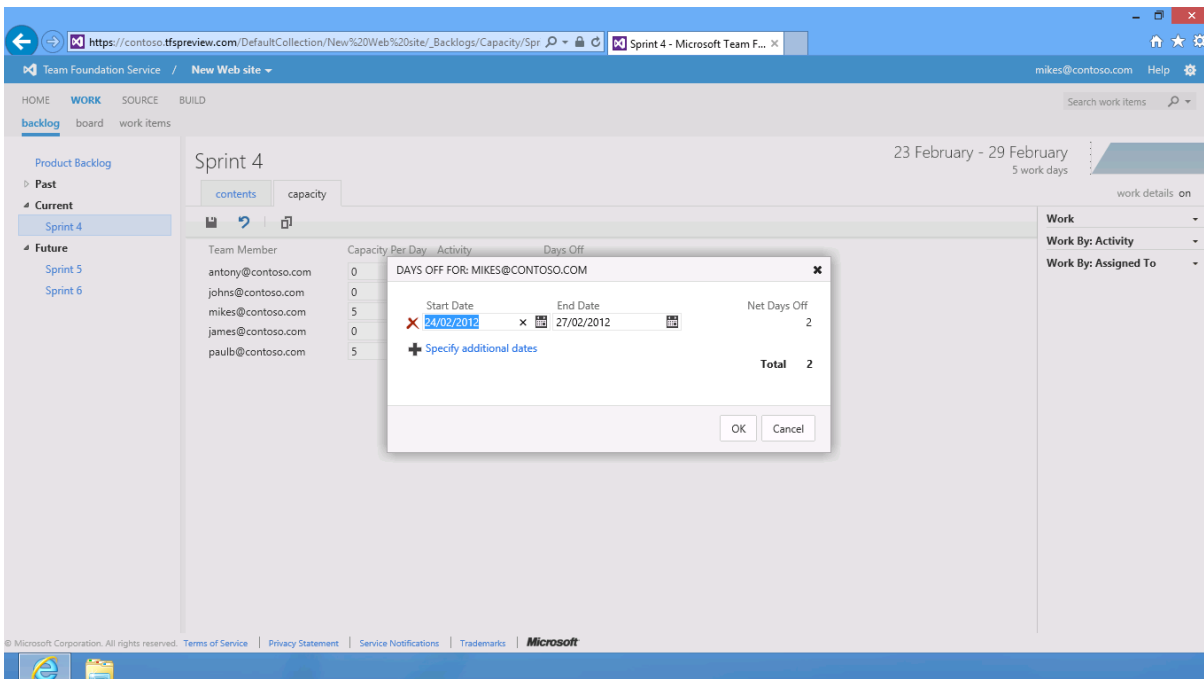 https://contoso.tfspreview.com/DefaultCollection/New%20Web%20site/_Backlogs/Capacity/Spr Sprint 4 - Microsoft Team F...
Team Foundation Service / New Web site mikes@contoso.com Help
HOME WORK SOURCE BUILD Search work items
backlog board work items
Product Backlog
Past
Current
Sprint 4
Future
Sprint 5
Sprint 6
Sprint 4
23 February - 29 February
5 work days
contents capacity
work details on
Work
Work By: Activity
Work By: Assigned To
Team Member Capacity Per Day Activity Days Off
antony@contoso.com 0
johns@contoso.com 0
mikes@contoso.com 5
james@contoso.com 0
paulb@contoso.com 5
DAYS OFF FOR: MIKES@CONTOSO.COM
Start Date End Date Net Days Off
24/02/2012 27/02/2012 2
Specify additional dates
Total 2
OK Cancel
© Microsoft Corporation. All rights reserved. Terms of Service | Privacy Statement | Service Notifications | Trademarks | Microsoft